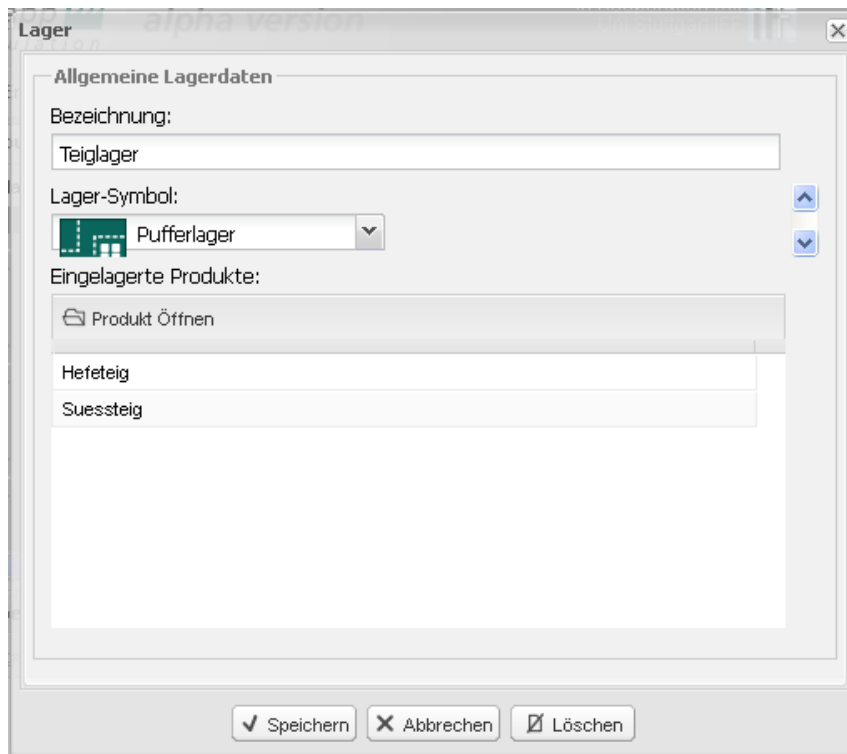 alpha version
Lager
Allgemeine Lagerdaten
Bezeichnung:
Teiglager
Lager-Symbol:
Pufferlager
Eingelagerte Produkte:
Produkt Öffnen
Hefeteig
Suessteig
Speichern
Abbrechen
Löschen